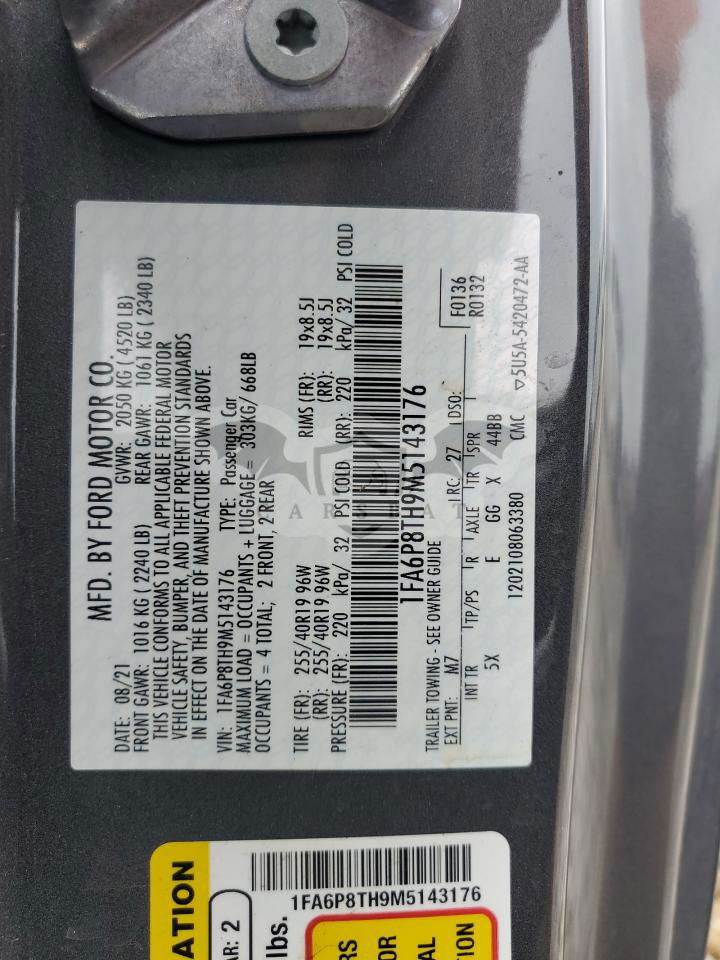 MFD. BY FORD MOTOR CO.
DATE: 08/21 GVWR: 2050 KG ( 4520 LB)
FRONT GAWR: 1016 KG ( 2240 LB) REAR GAWR: 1061 KG ( 2340 LB)
THIS VEHICLE CONFORMS TO ALL APPLICABLE FEDERAL MOTOR
VEHICLE SAFETY, BUMPER, AND THEFT PREVENTION STANDARDS
IN EFFECT ON THE DATE OF MANUFACTURE SHOWN ABOVE.
VIN: 1FA6P8TH9M5143176 TYPE: Passenger Car
MAXIMUM LOAD = OCCUPANTS + LUGGAGE = 303KG/ 668LB
OCCUPANTS = 4 TOTAL; 2 FRONT, 2 REAR
TIRE (FR): 255/40R19 96W RIMS (FR): 19x8.5J
(RR): 255/40R19 96W (RR): 19x8.5J
PRESSURE (FR): 220 kPa/ 32 PSI COLD (RR): 220 kPa/ 32 PSI COLD
1FA6P8TH9M5143176
TRAILER TOWING - SEE OWNER GUIDE
EXT PNT: M7 RC: 27 DSO: F0136
INT TR TP/PS R AXLE TR SPR R0132
5X E GG X 44BB
1202108063380 CMC ▽5U5A-5420472-AA
ARSBAT
ATION
AR: 2
lbs.
1FA6P8TH9M5143176
RS
OR
AL
ION